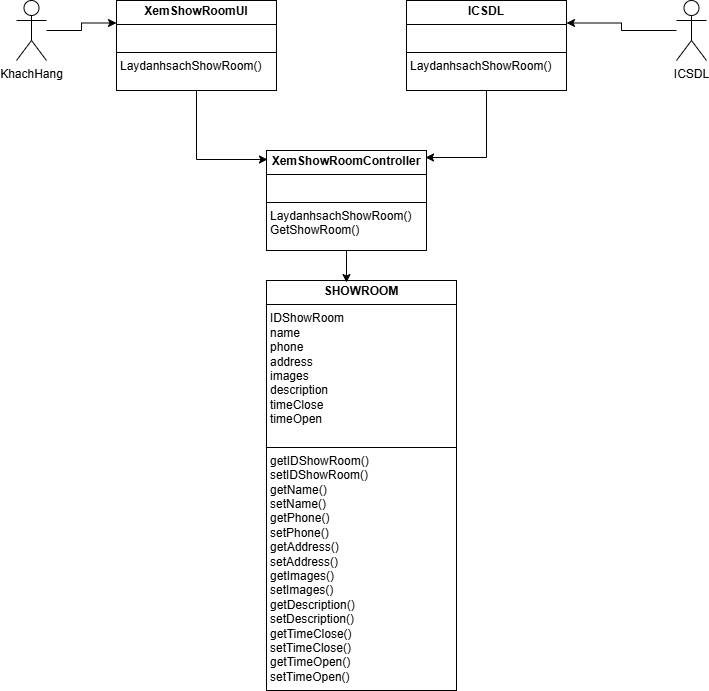 XemShowRoomUI
LaydanhsachShowRoom()
ICSDL
LaydanhsachShowRoom()
KhachHang
ICSDL
XemShowRoomController
LaydanhsachShowRoom()
GetShowRoom()
SHOWROOM
IDShowRoom
name
phone
address
images
description
timeClose
timeOpen
getIDShowRoom()
setIDShowRoom()
getName()
setName()
getPhone()
setPhone()
getAddress()
setAddress()
getImages()
setImages()
getDescription()
setDescription()
getTimeClose()
setTimeClose()
getTimeOpen()
setTimeOpen()